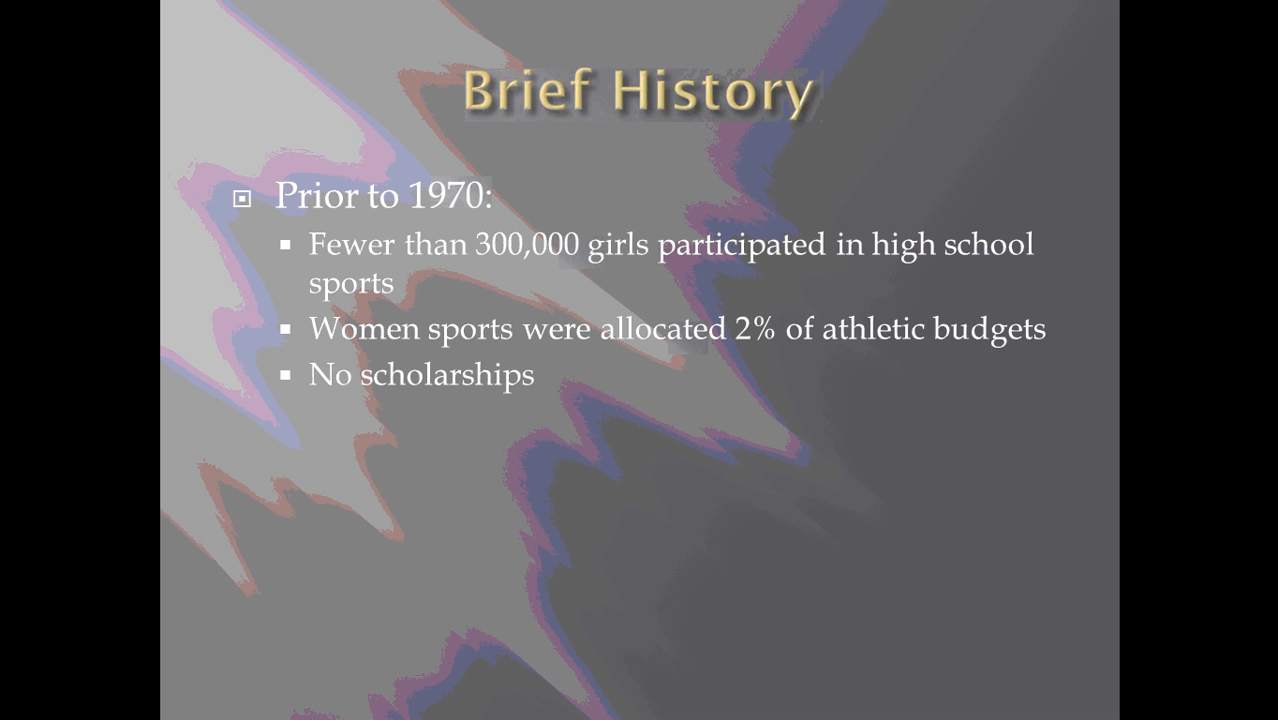 Brief History
Prior to 1970:
Fewer than 300,000 girls participated in high school
sports
Women sports were allocated 2% of athletic budgets
No scholarships